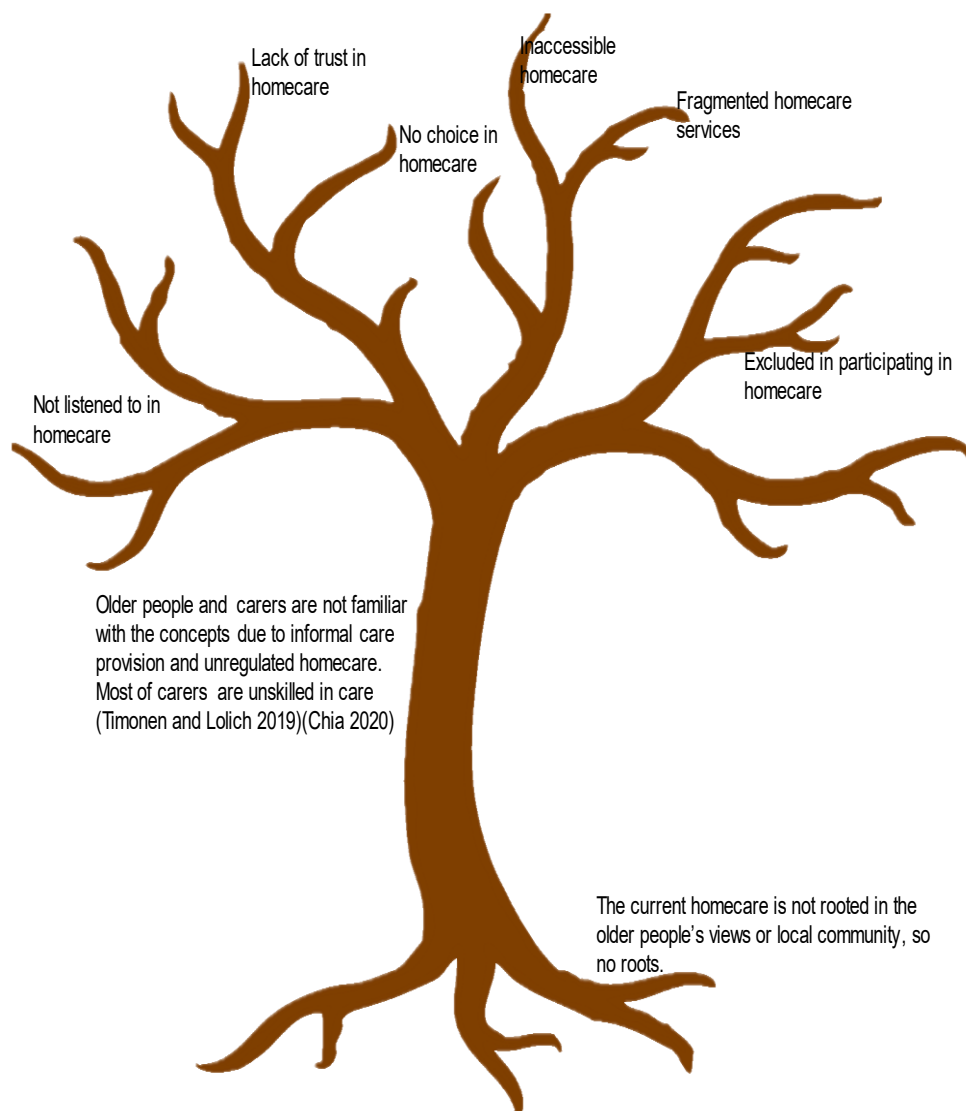 Lack of trust in
homecare
Inaccessible
homecare
Fragmented homecare
services
No choice in
homecare
Excluded in participating in
homecare
Not listened to in
homecare
Older people and carers are not familiar
with the concepts due to informal care
provision and unregulated homecare.
Most of carers are unskilled in care
(Timonen and Lolich 2019)(Chia 2020)
The current homecare is not rooted in the
older people's views or local community, so
no roots.